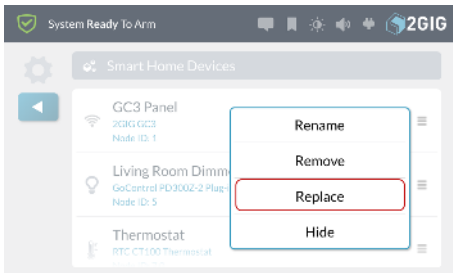 System Ready To Arm
2GIG
Smart Home Devices
GC3 Panel
2GIG GC3
Node ID: 1
Living Room Dimm
GoControl PD300Z-2 Plug-i
Node ID: 5
Thermostat
RTC CT100 Thermostat
Rename
Remove
Replace
Hide